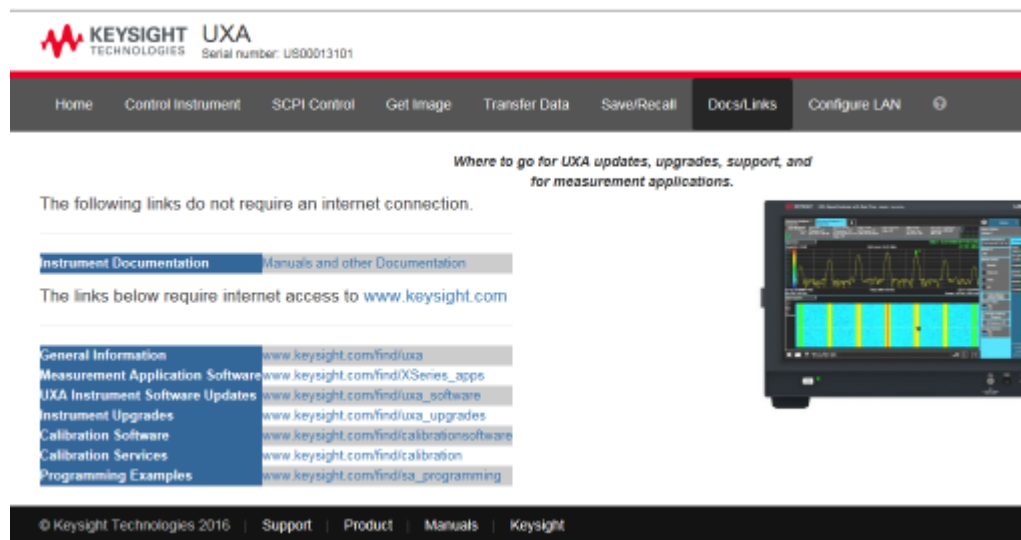 KEYSIGHT
TECHNOLOGIES
UXA
Serial number: US00013101
Home Control Instrument SCPI Control Get Image Transfer Data Save/Recall Docs/Links Configure LAN ?
Where to go for UXA updates, upgrades, support, and
for measurement applications.
The following links do not require an internet connection.
Instrument Documentation Manuals and other Documentation
The links below require internet access to www.keysight.com
General Information www.keysight.com/find/uxa
Measurement Application Software www.keysight.com/find/XSeries_apps
UXA Instrument Software Updates www.keysight.com/find/uxa_software
Instrument Upgrades www.keysight.com/find/uxa_upgrades
Calibration Software www.keysight.com/find/calibrationsoftware
Calibration Services www.keysight.com/find/calibration
Programming Examples www.keysight.com/find/sa_programming
© Keysight Technologies 2016 | Support | Product | Manuals | Keysight